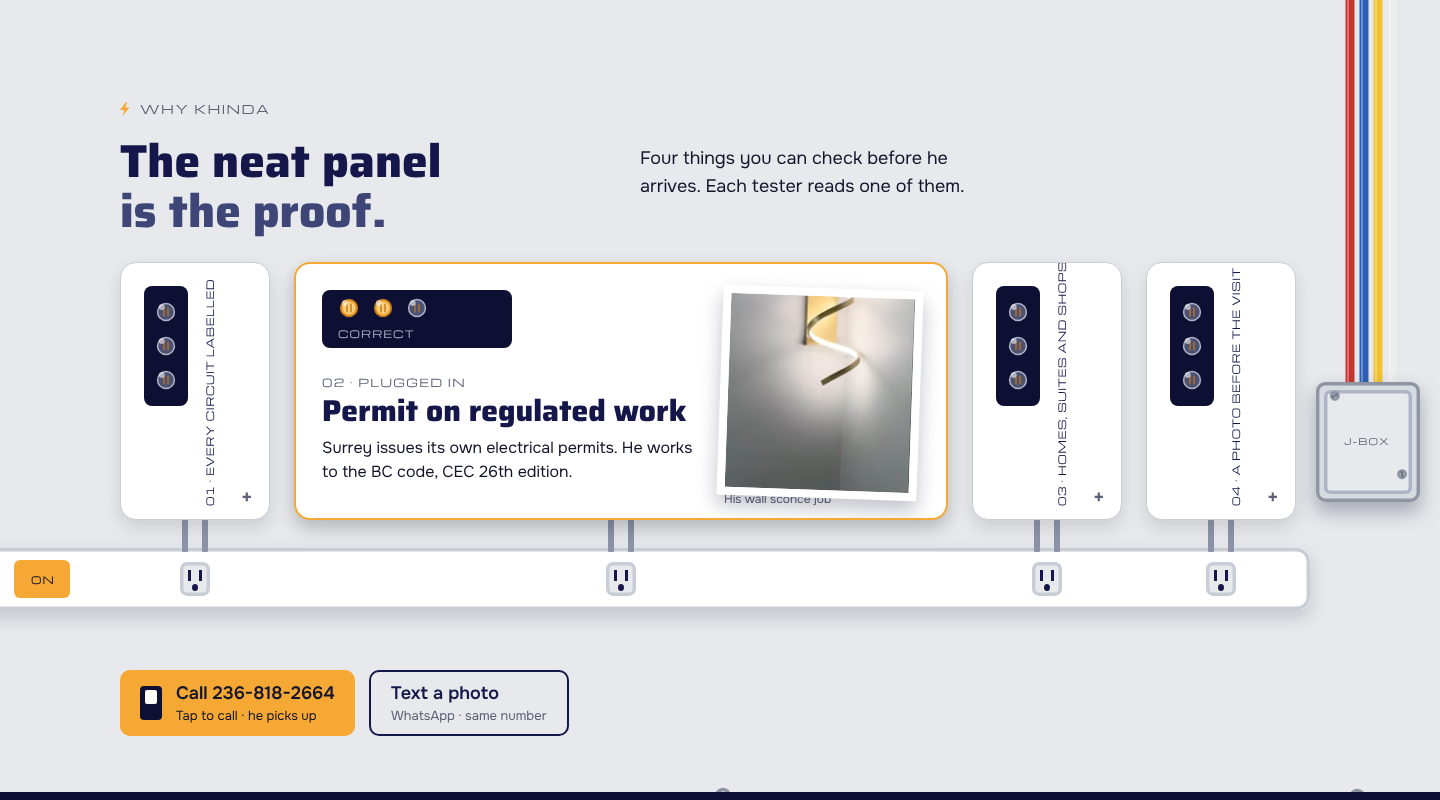 WHY KHINDA
The neat panel
is the proof.
Four things you can check before he
arrives. Each tester reads one of them.
01 · EVERY CIRCUIT LABELLED
+
CORRECT
02 · PLUGGED IN
Permit on regulated work
Surrey issues its own electrical permits. He works
to the BC code, CEC 26th edition.
His wall sconce job
03 · HOMES, SUITES AND SHOPS
+
04 · A PHOTO BEFORE THE VISIT
+
J-BOX
ON
Call 236-818-2664
Tap to call · he picks up
Text a photo
WhatsApp · same number